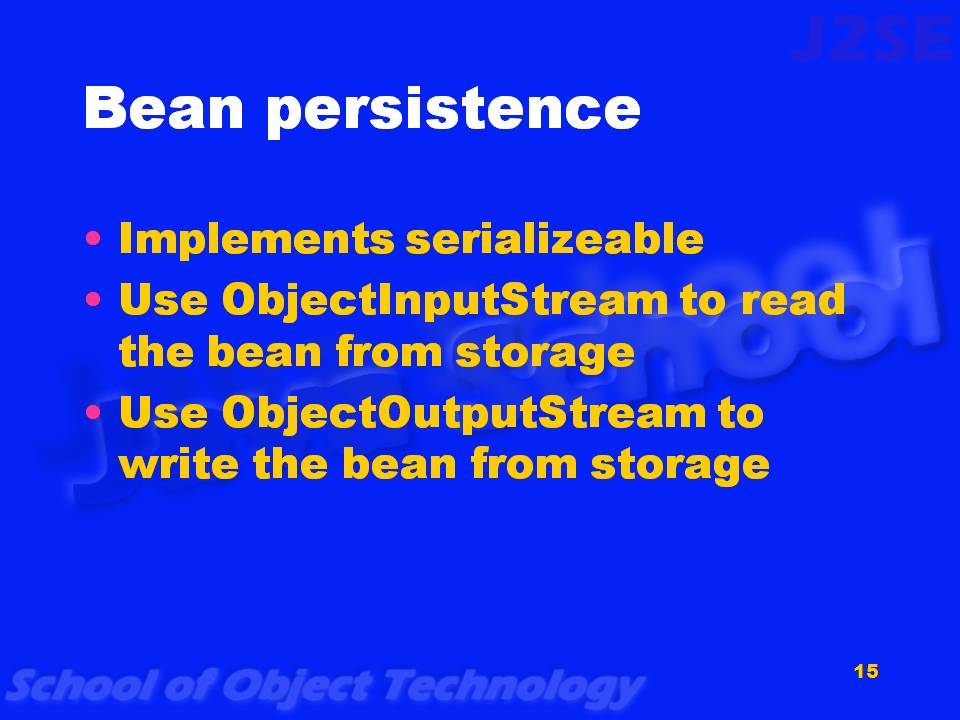 J2SE
Bean persistence
• Implements serializeable
• Use ObjectInputStream to read
the bean from storage
• Use ObjectOutputStream to
write the bean from storage
School of Object Technology
15